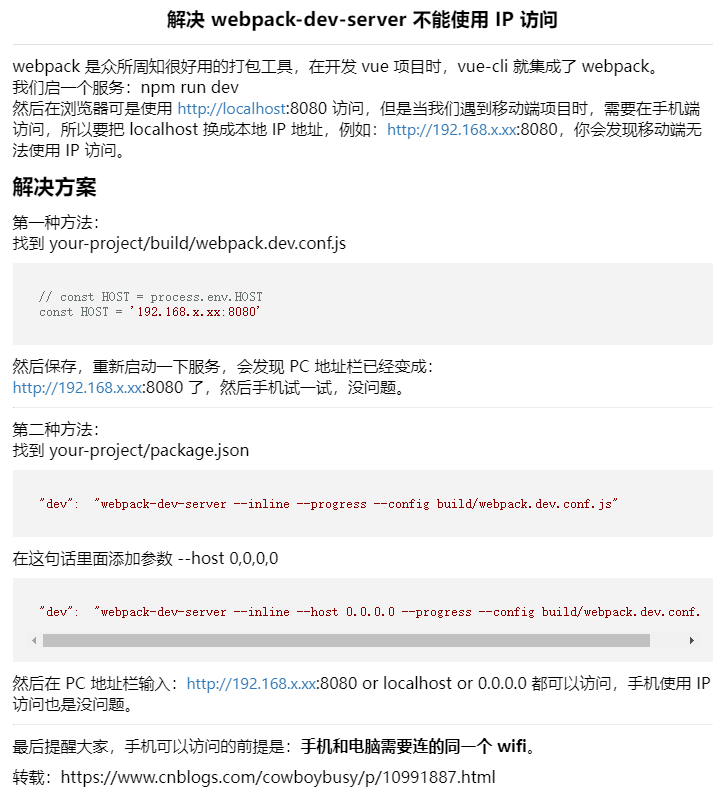 解决 webpack-dev-server 不能使用 IP 访问
webpack 是众所周知很好用的打包工具，在开发 vue 项目时，vue-cli 就集成了 webpack。
我们启一个服务：npm run dev
然后在浏览器可是使用 http://localhost:8080 访问，但是当我们遇到移动端项目时，需要在手机端
访问，所以要把 localhost 换成本地 IP 地址，例如：http://192.168.x.xx:8080，你会发现移动端无
法使用 IP 访问。
解决方案
第一种方法：
找到 your-project/build/webpack.dev.conf.js
// const HOST = process.env.HOST
const HOST = '192.168.x.xx:8080'
然后保存，重新启动一下服务，会发现 PC 地址栏已经变成：
http://192.168.x.xx:8080 了，然后手机试一试，没问题。
第二种方法：
找到 your-project/package.json
"dev":  "webpack-dev-server --inline --progress --config build/webpack.dev.conf.js"
在这句话里面添加参数 --host 0,0,0,0
"dev":  "webpack-dev-server --inline --host 0.0.0.0 --progress --config build/webpack.dev.conf.
然后在 PC 地址栏输入：http://192.168.x.xx:8080 or localhost or 0.0.0.0 都可以访问，手机使用 IP
访问也是没问题。
最后提醒大家，手机可以访问的前提是：手机和电脑需要连的同一个 wifi。
转载：https://www.cnblogs.com/cowboybusy/p/10991887.html